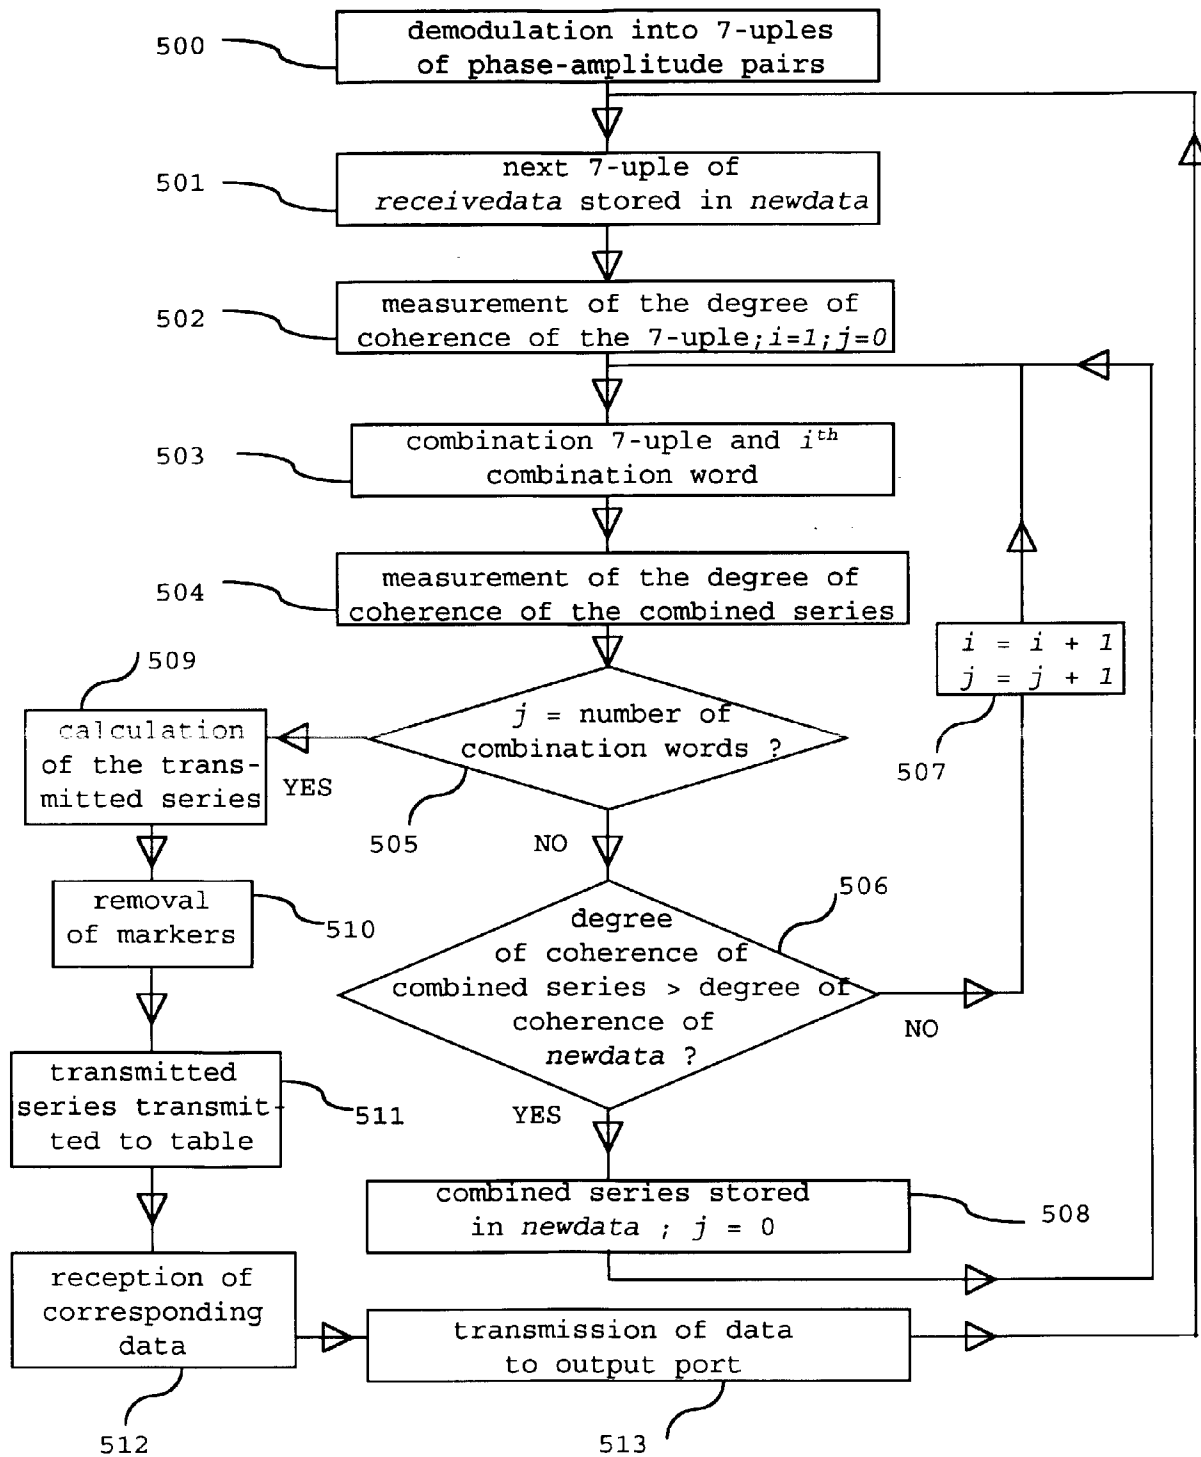 500
demodulation into 7-uples
of phase-amplitude pairs
501
next 7-uple of
receivedata stored in newdata
502
measurement of the degree of
coherence of the 7-uple;i=1;j=0
503
combination 7-uple and ith
combination word
504
measurement of the degree of
coherence of the combined series
i = i + 1
j = j + 1
507
509
calculation
of the trans-
mitted series
YES
j = number of
combination words ?
505
NO
506
removal
of markers
510
degree
of coherence of
combined series > degree of
coherence of
newdata ?
NO
YES
transmitted
series transmit-
ted to table
511
combined series stored
in newdata ; j = 0
508
reception of
corresponding
data
512
transmission of data
to output port
513